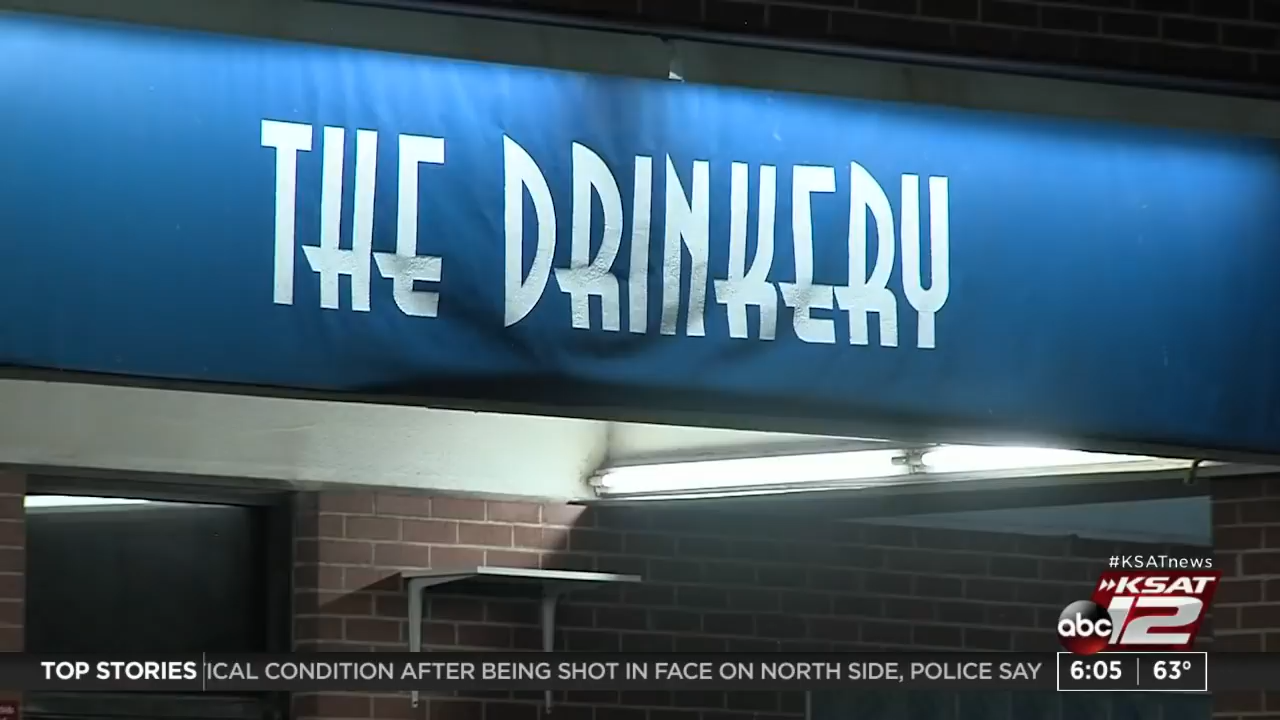 THE DRINKERY
#KSATnews
KSAT
abc 12
TOP STORIES ICAL CONDITION AFTER BEING SHOT IN FACE ON NORTH SIDE, POLICE SAY 6:05 63°